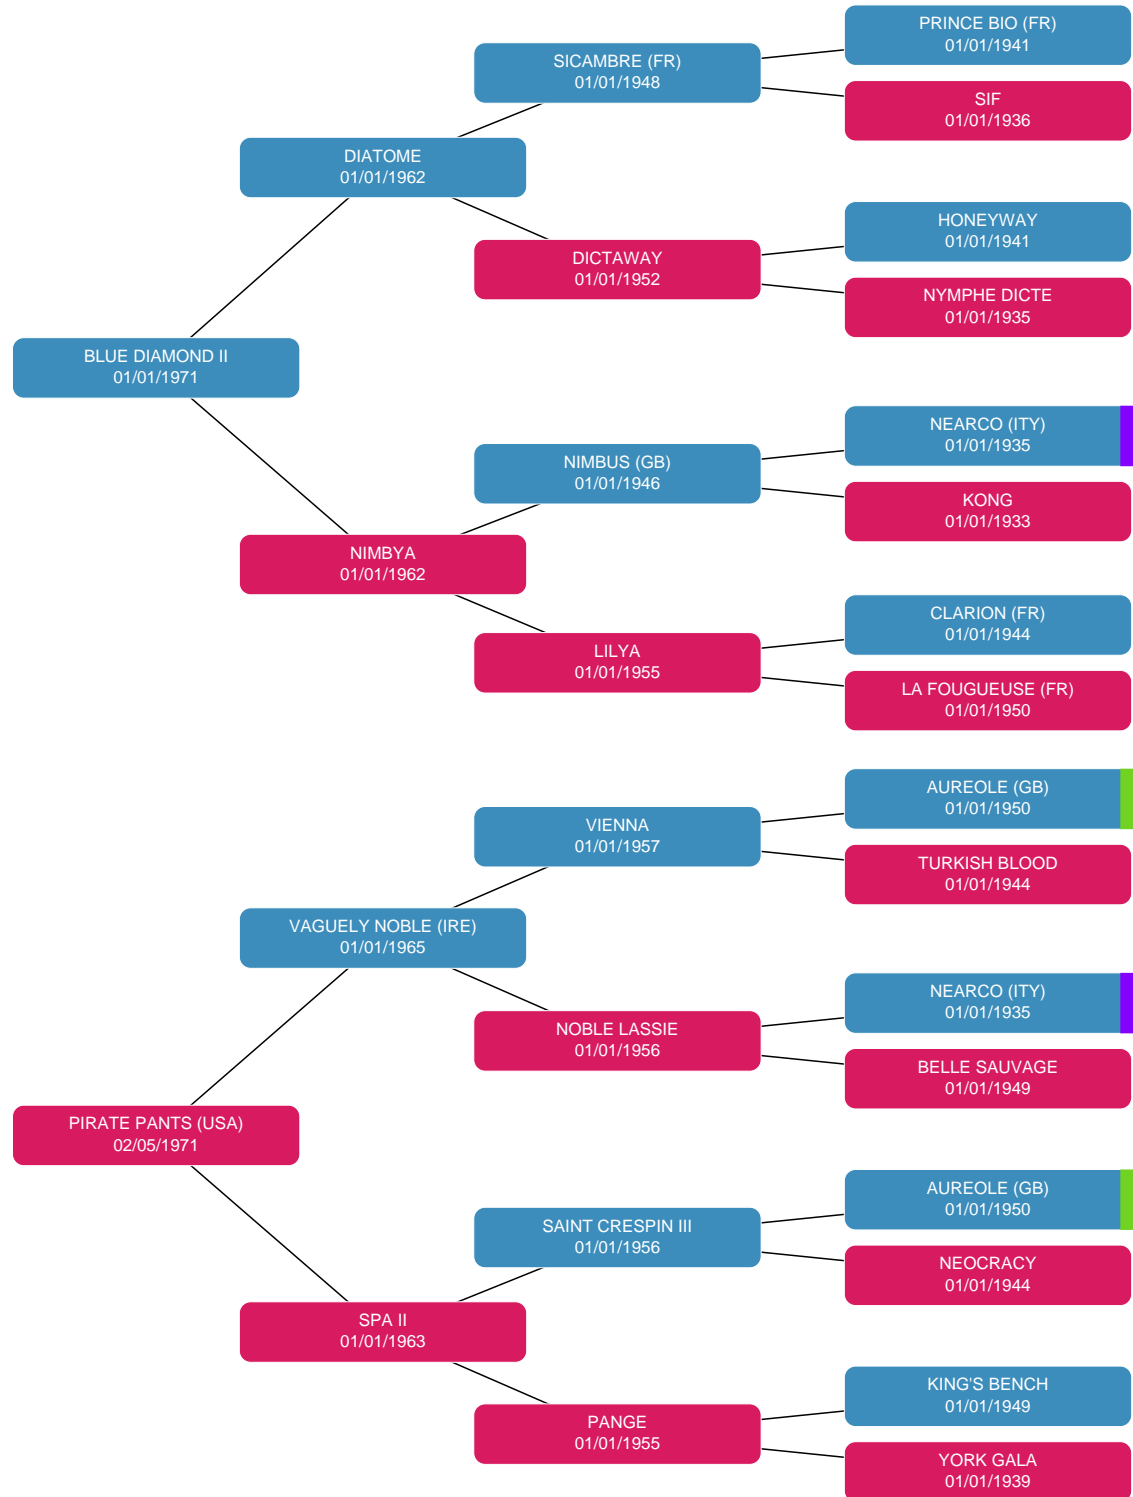 PRINCE BIO (FR)
01/01/1941
SICAMBRE (FR)
01/01/1948
SIF
01/01/1936
DIATOME
01/01/1962
HONEYWAY
01/01/1941
DICTAWAY
01/01/1952
NYMPHE DICTE
01/01/1935
BLUE DIAMOND II
01/01/1971
NEARCO (ITY)
01/01/1935
NIMBUS (GB)
01/01/1946
KONG
01/01/1933
NIMBYA
01/01/1962
CLARION (FR)
01/01/1944
LILYA
01/01/1955
LA FOUGUEUSE (FR)
01/01/1950
AUREOLE (GB)
01/01/1950
VIENNA
01/01/1957
TURKISH BLOOD
01/01/1944
VAGUELY NOBLE (IRE)
01/01/1965
NEARCO (ITY)
01/01/1935
NOBLE LASSIE
01/01/1956
BELLE SAUVAGE
01/01/1949
PIRATE PANTS (USA)
02/05/1971
AUREOLE (GB)
01/01/1950
SAINT CRESPIN III
01/01/1956
NEOCRACY
01/01/1944
SPA II
01/01/1963
KING'S BENCH
01/01/1949
PANGE
01/01/1955
YORK GALA
01/01/1939